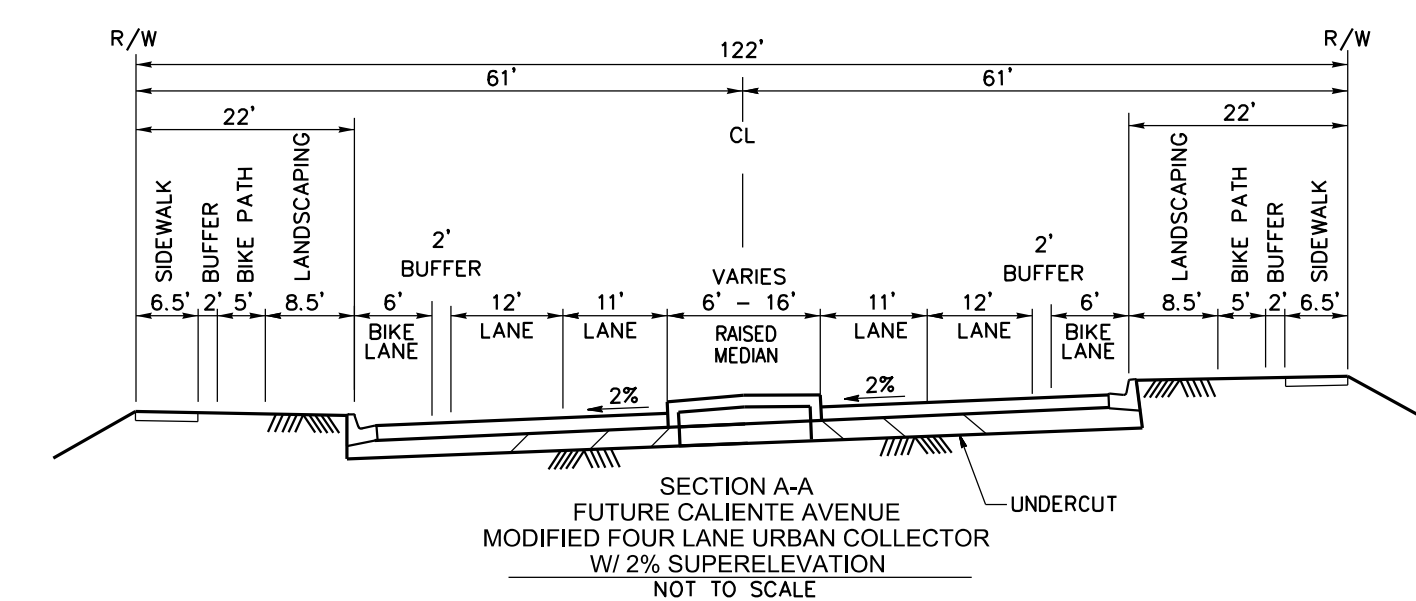 R/W
R/W
122'
61'
61'
22'
22'
CL
SIDEWALK
BUFFER
BIKE PATH
LANDSCAPING
LANDSCAPING
BIKE PATH
BUFFER
SIDEWALK
2'
BUFFER
2'
BUFFER
VARIES
6.5'
2'
5'
8.5'
6'
12'
11'
6' - 16'
11'
12'
6'
8.5'
5'
2'
6.5'
BIKE
LANE
LANE
LANE
RAISED
MEDIAN
LANE
LANE
BIKE
LANE
2%
2%
UNDERCUT
SECTION A-A
FUTURE CALIENTE AVENUE
MODIFIED FOUR LANE URBAN COLLECTOR
W/ 2% SUPERELEVATION
NOT TO SCALE